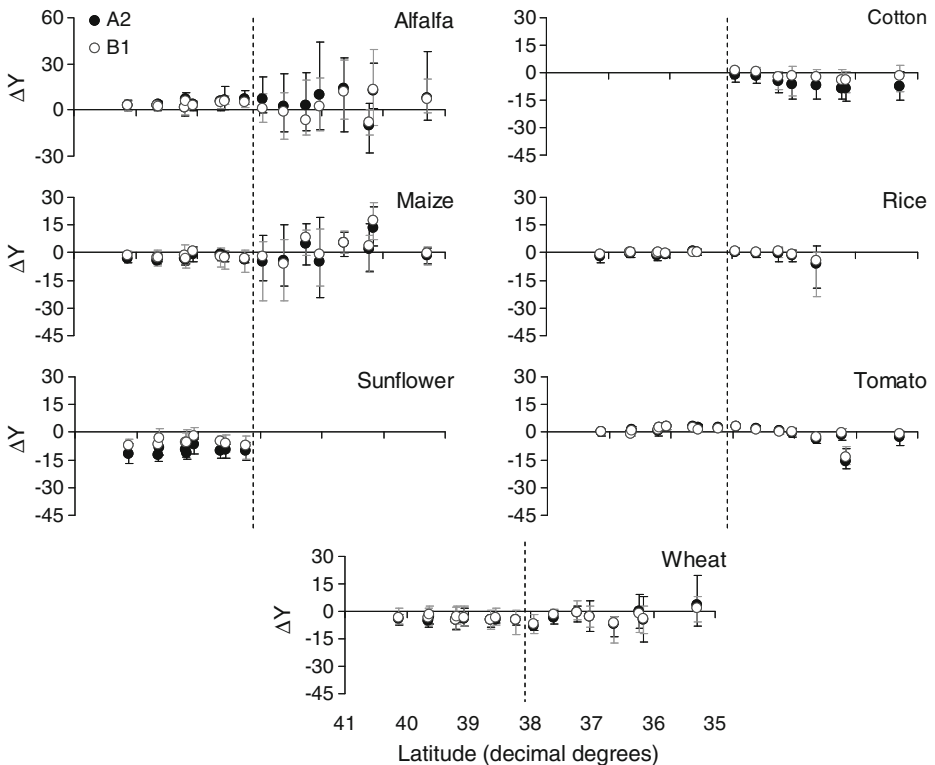 A2
B1
Alfalfa
ΔY
60
30
0
-30
Cotton
30
15
0
-15
-30
-45
Maize
ΔY
30
15
0
-15
-30
-45
Rice
30
15
0
-15
-30
-45
Sunflower
ΔY
30
15
0
-15
-30
-45
Tomato
30
15
0
-15
-30
-45
Wheat
ΔY
30
15
0
-15
-30
-45
41 40 39 38 37 36 35
Latitude (decimal degrees)